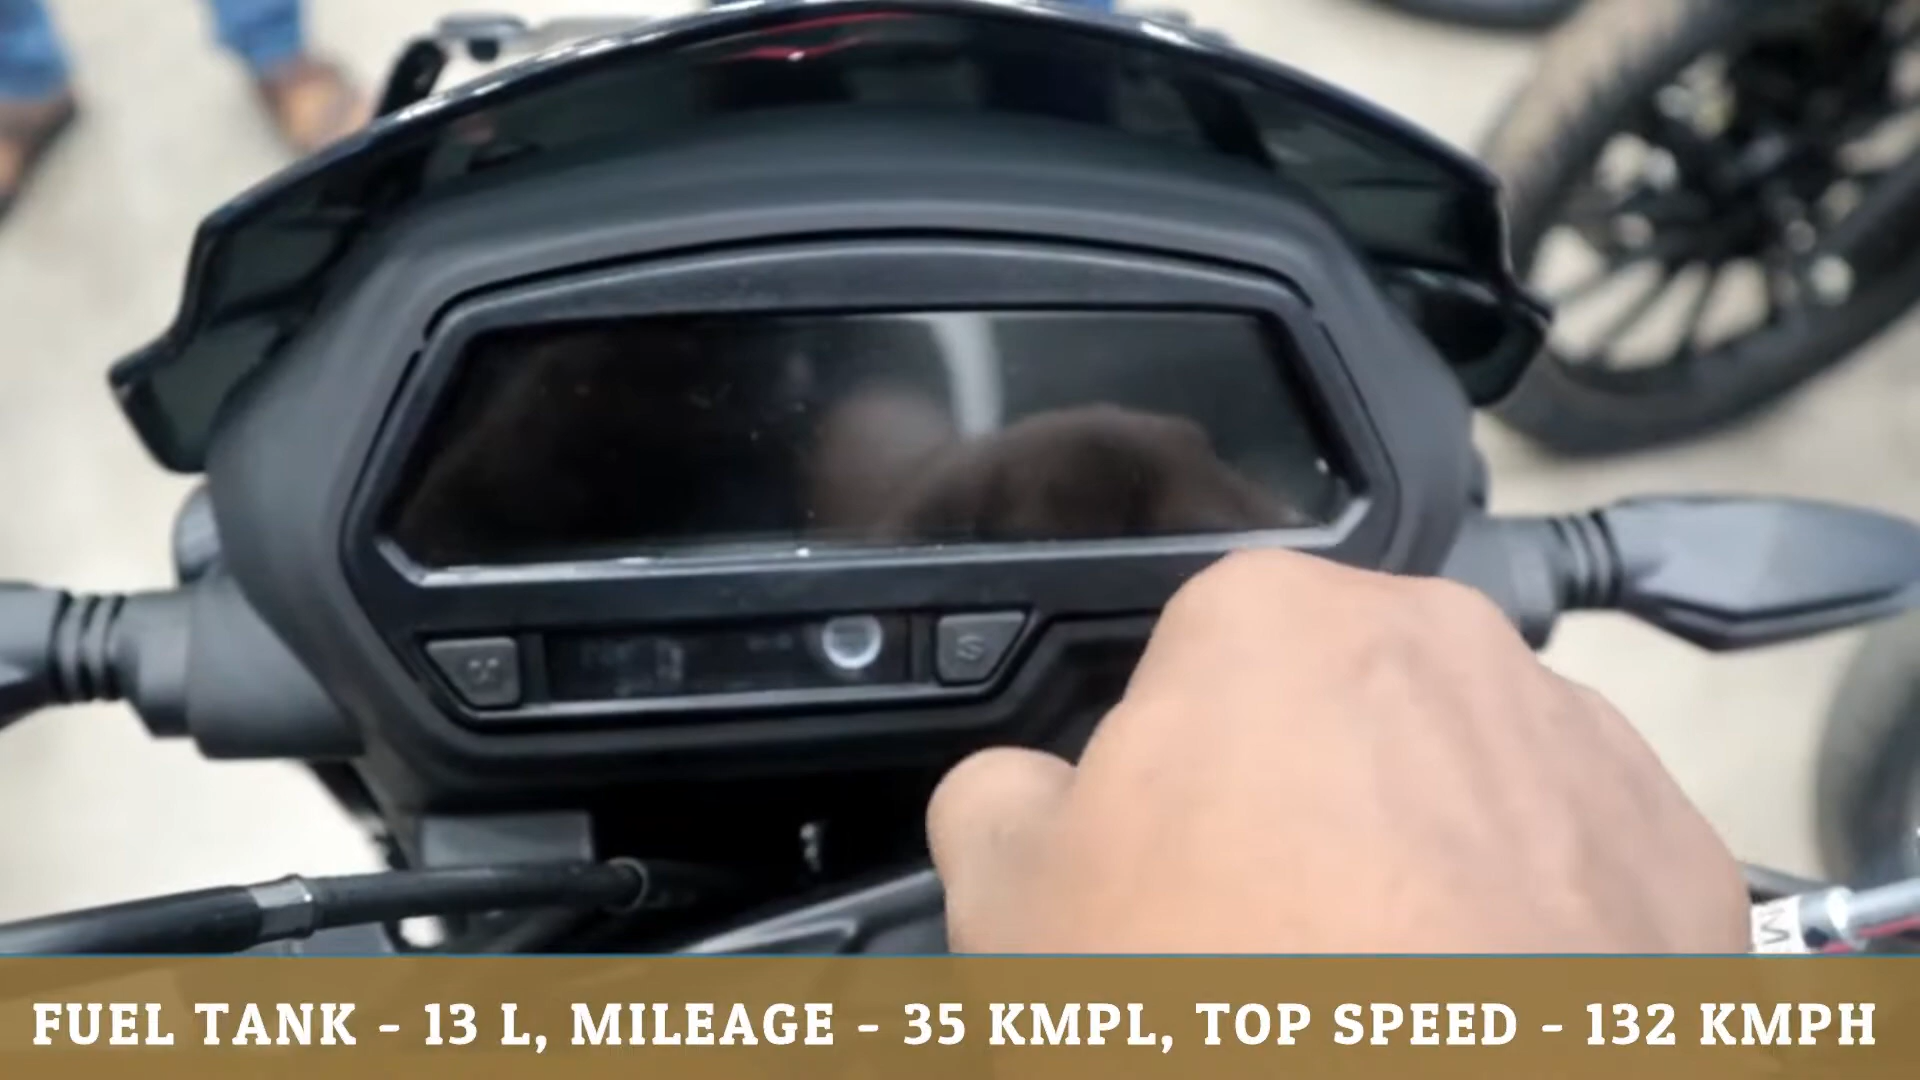 FUEL TANK - 13 L, MILEAGE - 35 KMPL, TOP SPEED - 132 KMPH
M